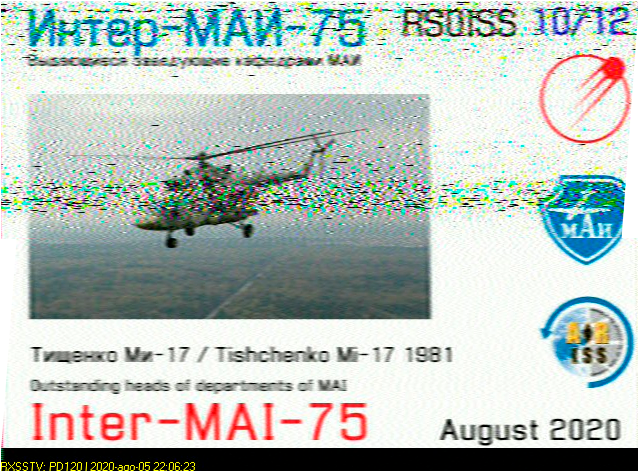 Интер-МАИ-75 RS0ISS 10/12
Выдающиеся заведующие кафедрами МАИ
МАИ
ISS
Тищенко Ми-17 / Tishchenko Mi-17 1981
Outstanding heads of departments of MAI
Inter-MAI-75
August 2020
RXSSTV: PD120 | 2020-ago-05 22:06:23